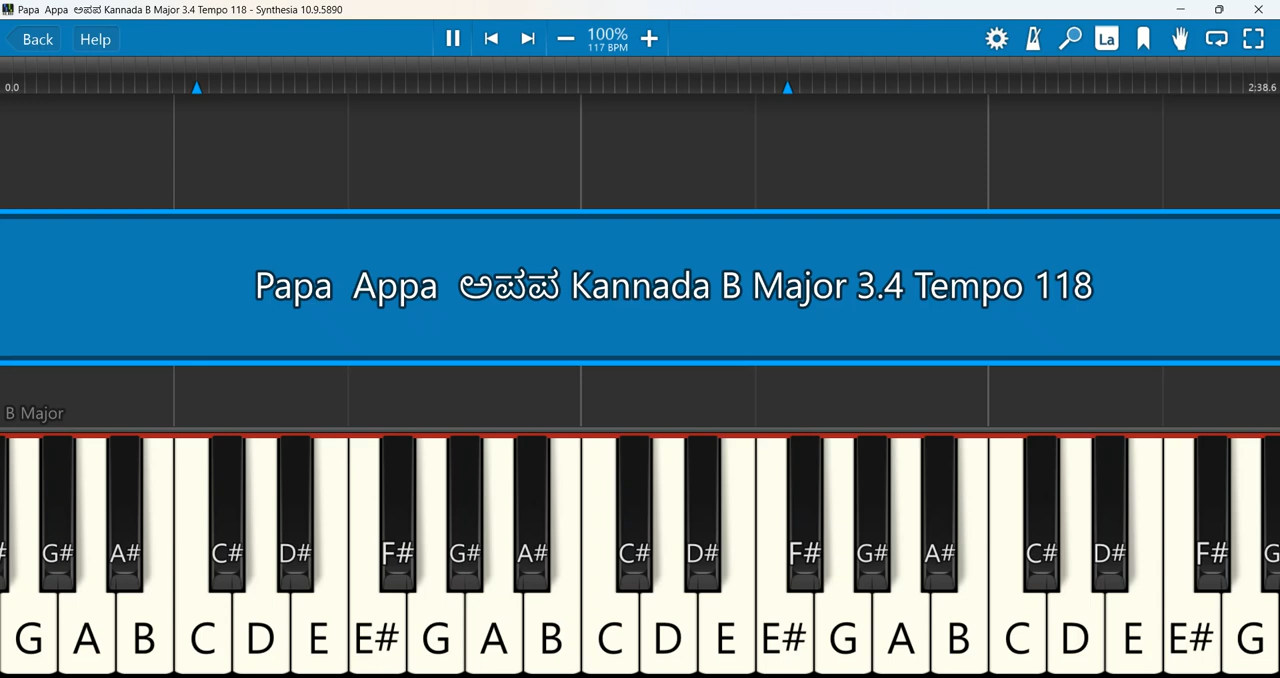 Papa Appa ಅಪಪ Kannada B Major 3.4 Tempo 118 - Synthesia 10.9.5890
Back Help 100% La
117 BPM
0.0 2:38.6
Papa Appa ಅಪಪ Kannada B Major 3.4 Tempo 118
B Major
G# A# C# D# F# G# A# C# D# F# G# A# C# D# F# G
G A B C D E E# G A B C D E E# G A B C D E E# G